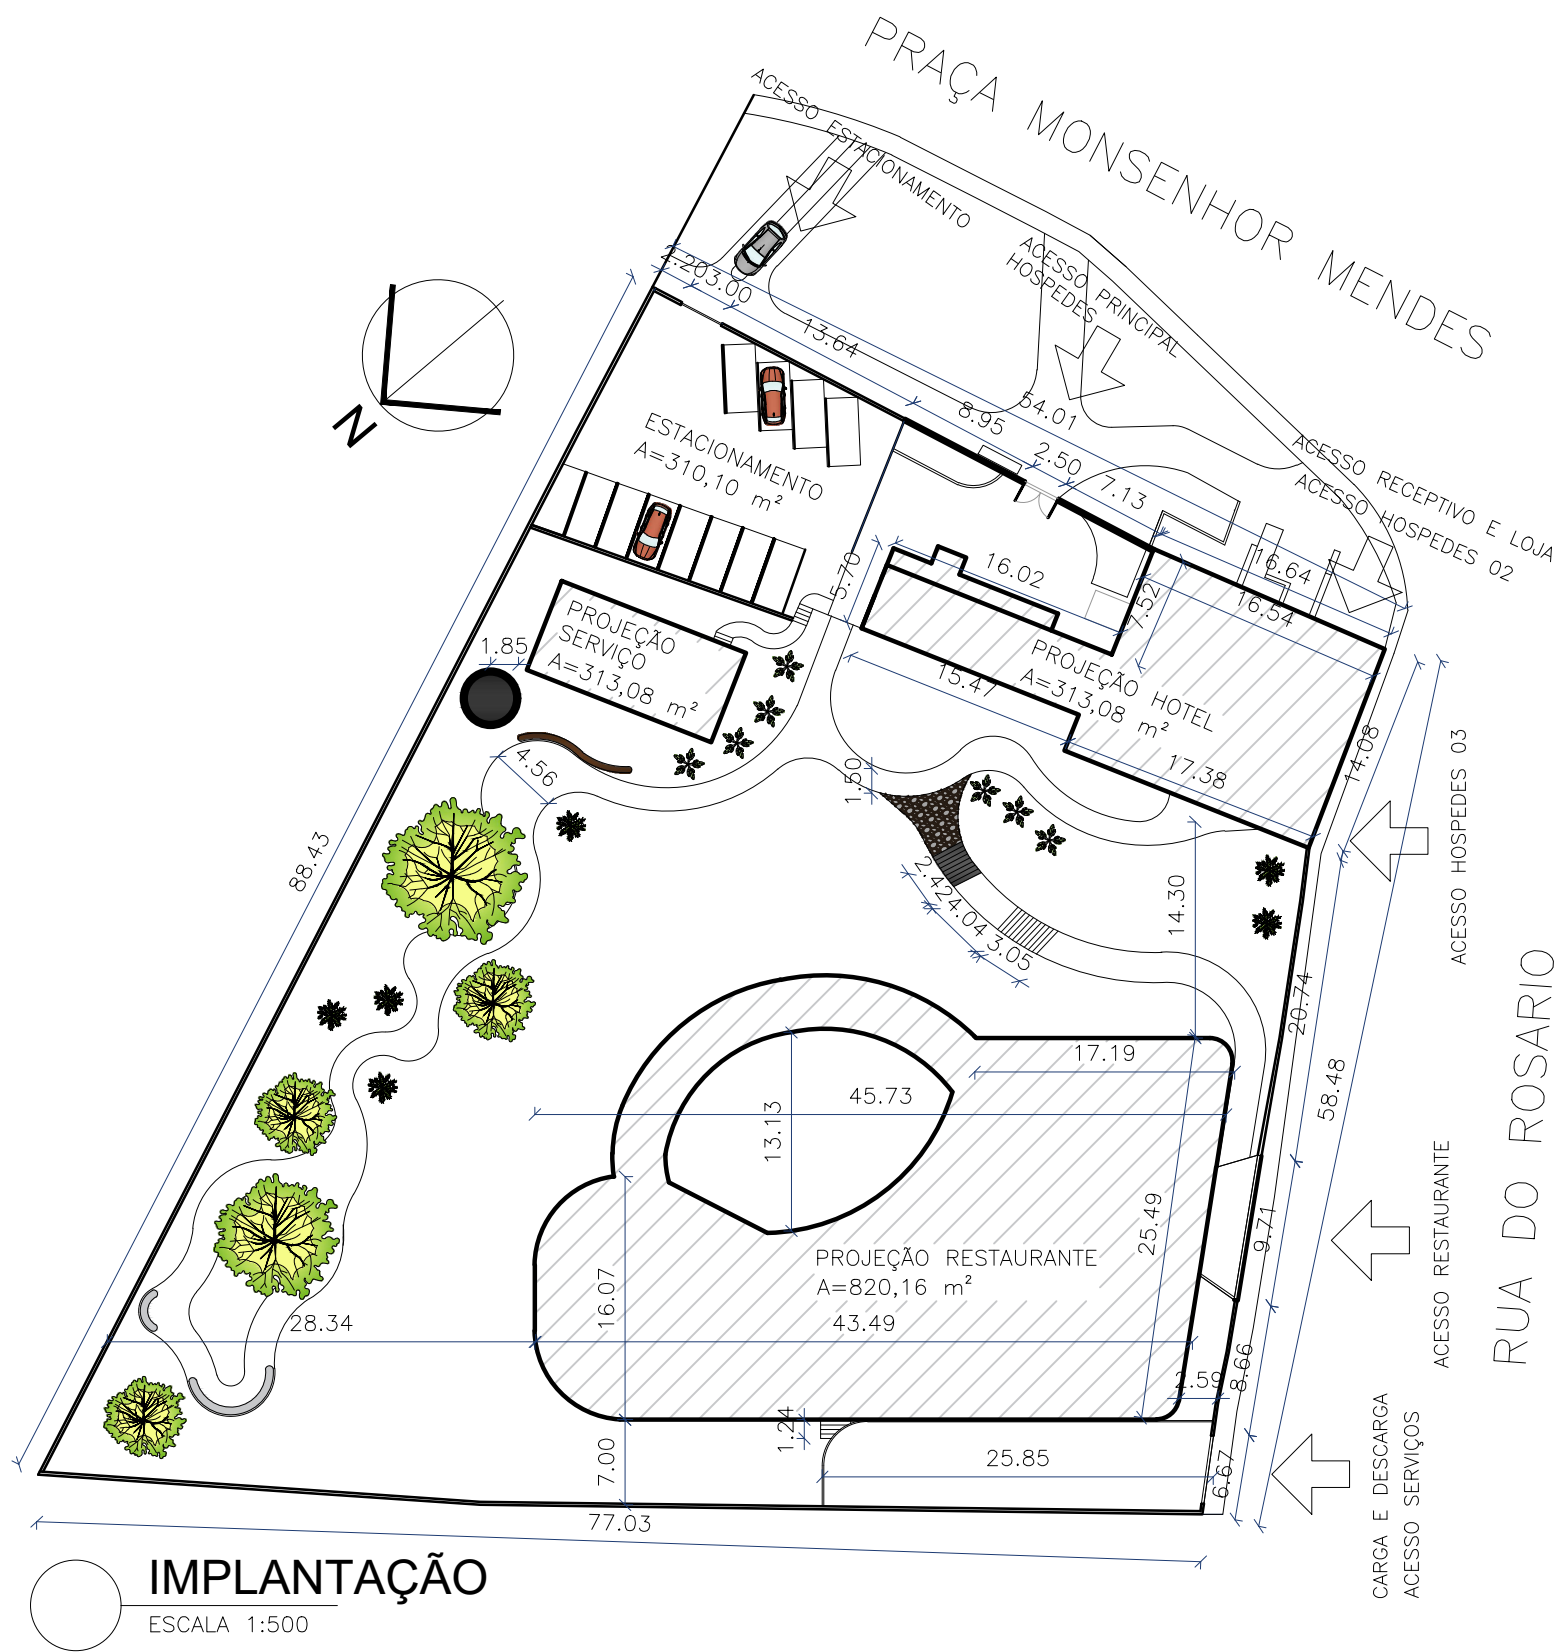 PRAÇA MONSENHOR MENDES
ACESSO ESTACIONAMENTO
ACESSO PRINCIPAL
HOSPEDES
2.20
3.00
13.64
54.01
8.95
2.50
7.13
ACESSO RECEPTIVO E LOJA
ACESSO HOSPEDES 02
16.64
16.54
N
ESTACIONAMENTO
A=310,10 m²
5.70
16.02
7.52
PROJEÇÃO
SERVIÇO
A=313,08 m²
1.85
PROJEÇÃO HOTEL
A=313,08 m²
15.47
17.38
14.08
4.56
1.50
88.43
2.42
4.04
3.05
14.30
ACESSO HOSPEDES 03
20.74
58.48
RUA DO ROSARIO
17.19
45.73
13.13
25.49
9.71
PROJEÇÃO RESTAURANTE
A=820,16 m²
16.07
28.34
43.49
ACESSO RESTAURANTE
2.59
8.66
1.24
7.00
25.85
6.67
CARGA E DESCARGA
ACESSO SERVIÇOS
77.03
IMPLANTAÇÃO
ESCALA 1:500